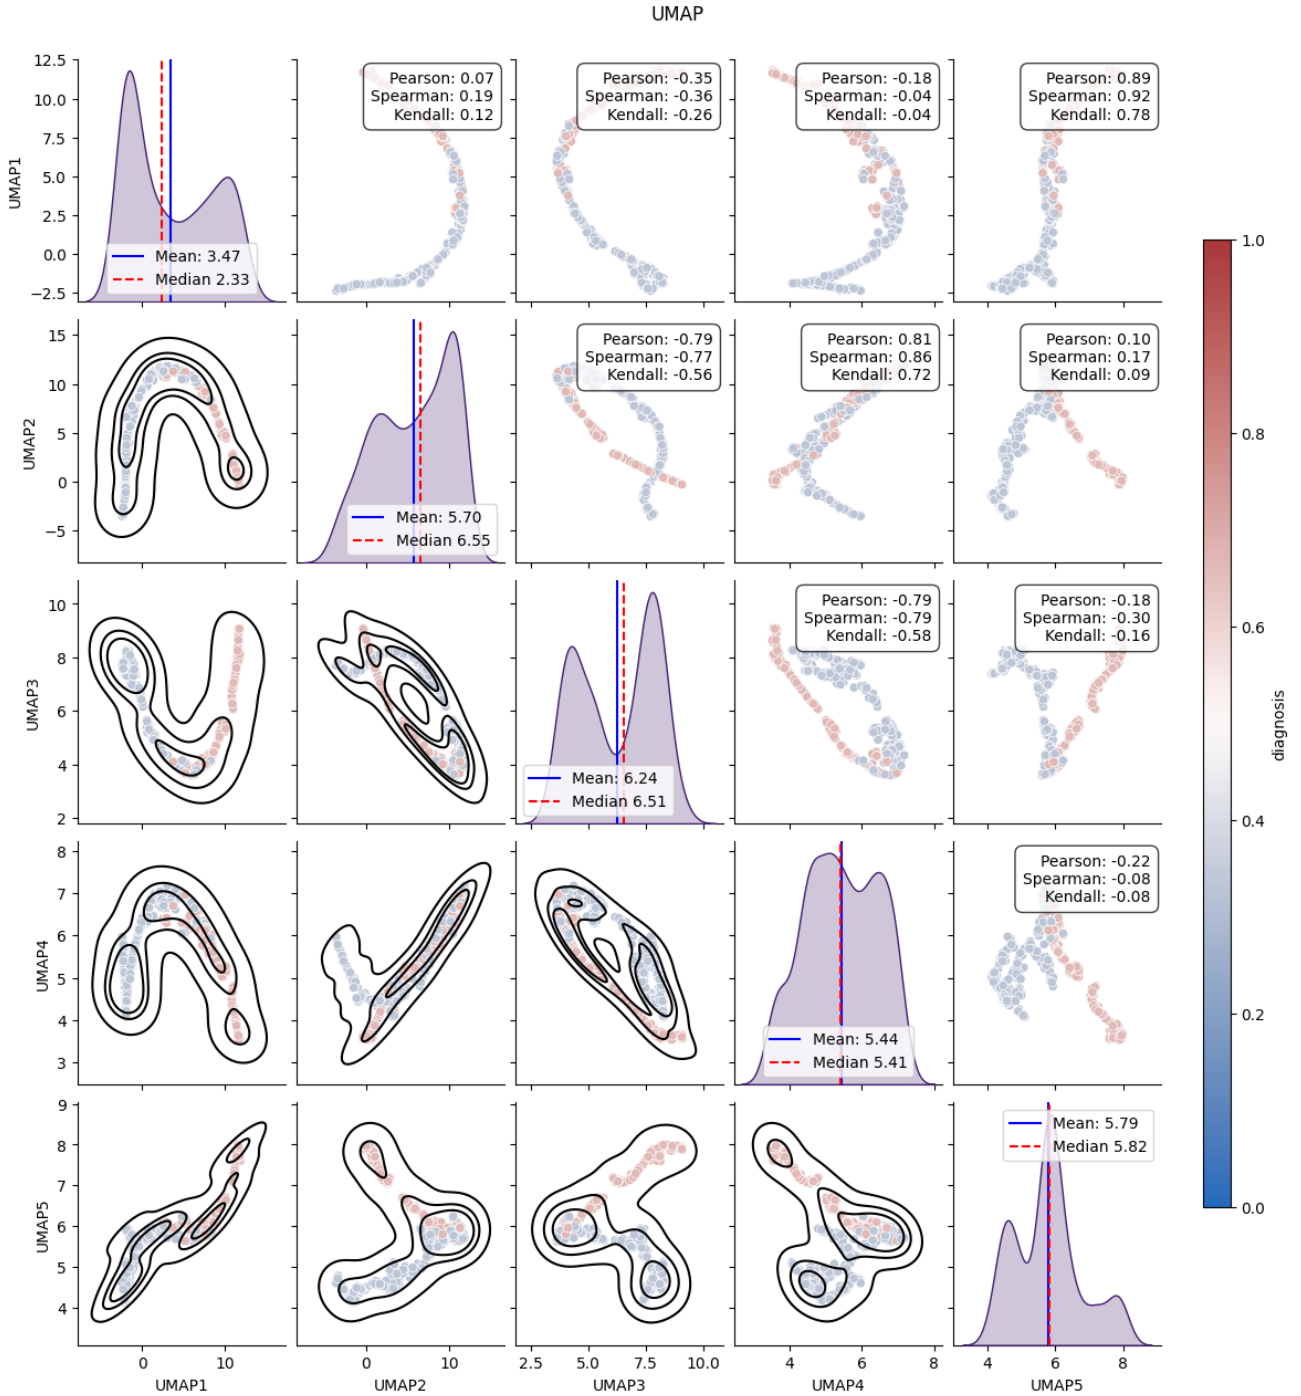 UMAP
12.5
10.0
7.5
5.0
2.5
0.0
−2.5
UMAP1
Mean: 3.47
Median 2.33
Pearson: 0.07
Spearman: 0.19
Kendall: 0.12
Pearson: -0.35
Spearman: -0.36
Kendall: -0.26
Pearson: -0.18
Spearman: -0.04
Kendall: -0.04
Pearson: 0.89
Spearman: 0.92
Kendall: 0.78
15
10
5
0
−5
UMAP2
Mean: 5.70
Median 6.55
Pearson: -0.79
Spearman: -0.77
Kendall: -0.56
Pearson: 0.81
Spearman: 0.86
Kendall: 0.72
Pearson: 0.10
Spearman: 0.17
Kendall: 0.09
10
8
6
4
2
UMAP3
Mean: 6.24
Median 6.51
Pearson: -0.79
Spearman: -0.79
Kendall: -0.58
Pearson: -0.18
Spearman: -0.30
Kendall: -0.16
8
7
6
5
4
3
UMAP4
Mean: 5.44
Median 5.41
Pearson: -0.22
Spearman: -0.08
Kendall: -0.08
9
8
7
6
5
4
UMAP5
Mean: 5.79
Median 5.82
0 10
UMAP1
0 10
UMAP2
2.5 5.0 7.5 10.0
UMAP3
4 6 8
UMAP4
4 6 8
UMAP5
1.0
0.8
0.6
0.4
0.2
0.0
diagnosis